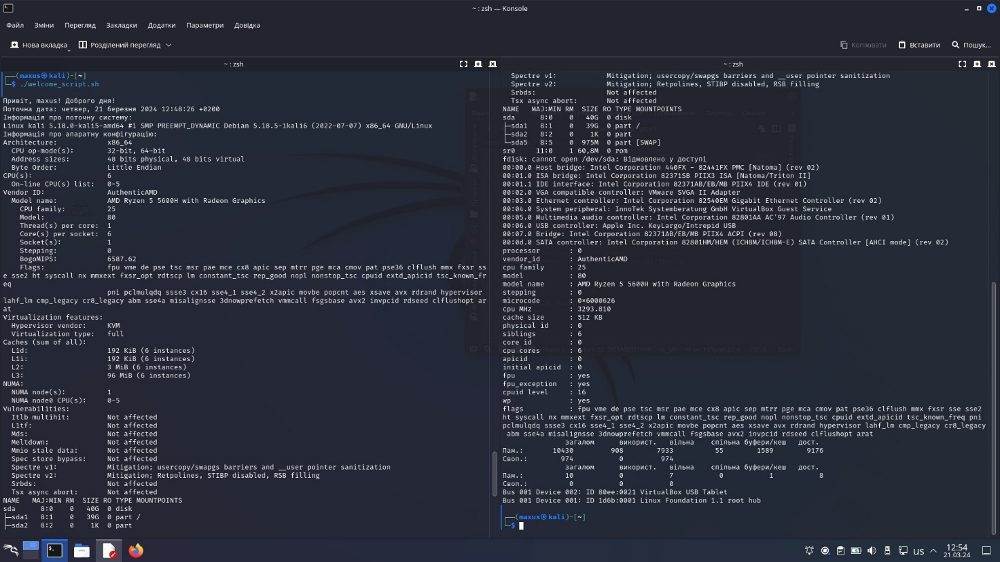 ~ : zsh — Konsole
Файл Зміни Перегляд Закладки Додатки Параметри Довідка
Нова вкладка Розділений перегляд Копіювати Вставити Пошук...
~ : zsh
┌──(maxus㉿kali)-[~]
└─$ ./welcome_script.sh
Привіт, maxus! Доброго дня!
Поточна дата: четвер, 21 березня 2024 12:48:26 +0200
Інформація про поточну систему:
Linux kali 5.18.0-kali5-amd64 #1 SMP PREEMPT_DYNAMIC Debian 5.18.5-1kali6 (2022-07-07) x86_64 GNU/Linux
Інформація про апаратну конфігурацію:
Architecture: x86_64
CPU op-mode(s): 32-bit, 64-bit
Address sizes: 48 bits physical, 48 bits virtual
Byte Order: Little Endian
CPU(s): 6
On-line CPU(s) list: 0-5
Vendor ID: AuthenticAMD
Model name: AMD Ryzen 5 5600H with Radeon Graphics
CPU family: 25
Model: 80
Thread(s) per core: 1
Core(s) per socket: 6
Socket(s): 1
Stepping: 0
BogoMIPS: 6587.62
Flags: fpu vme de pse tsc msr pae mce cx8 apic sep mtrr pge mca cmov pat pse36 clflush mmx fxsr ss
e sse2 ht syscall nx mmxext fxsr_opt rdtscp lm constant_tsc rep_good nopl nonstop_tsc cpuid extd_apicid tsc_known_fr
eq
pni pclmulqdq ssse3 cx16 sse4_1 sse4_2 x2apic movbe popcnt aes xsave avx rdrand hypervisor
lahf_lm cmp_legacy cr8_legacy abm sse4a misalignsse 3dnowprefetch vmmcall fsgsbase avx2 invpcid rdseed clflushopt ar
at
Virtualization features:
Hypervisor vendor: KVM
Virtualization type: full
Caches (sum of all):
L1d: 192 KiB (6 instances)
L1i: 192 KiB (6 instances)
L2: 3 MiB (6 instances)
L3: 96 MiB (6 instances)
NUMA:
NUMA node(s): 1
NUMA node0 CPU(s): 0-5
Vulnerabilities:
Itlb multihit: Not affected
L1tf: Not affected
Mds: Not affected
Meltdown: Not affected
Mmio stale data: Not affected
Spec store bypass: Not affected
Spectre v1: Mitigation; usercopy/swapgs barriers and __user pointer sanitization
Spectre v2: Mitigation; Retpolines, STIBP disabled, RSB filling
Srbds: Not affected
Tsx async abort: Not affected
NAME MAJ:MIN RM SIZE RO TYPE MOUNTPOINTS
sda 8:0 0 40G 0 disk
├─sda1 8:1 0 39G 0 part /
├─sda2 8:2 0 1K 0 part
~ : zsh
Spectre v1: Mitigation; usercopy/swapgs barriers and __user pointer sanitization
Spectre v2: Mitigation; Retpolines, STIBP disabled, RSB filling
Srbds: Not affected
Tsx async abort: Not affected
NAME MAJ:MIN RM SIZE RO TYPE MOUNTPOINTS
sda 8:0 0 40G 0 disk
├─sda1 8:1 0 39G 0 part /
├─sda2 8:2 0 1K 0 part
└─sda5 8:5 0 975M 0 part [SWAP]
sr0 11:0 1 60,8M 0 rom
fdisk: cannot open /dev/sda: Відмовлено у доступі
00:00.0 Host bridge: Intel Corporation 440FX - 82441FX PMC [Natoma] (rev 02)
00:01.0 ISA bridge: Intel Corporation 82371SB PIIX3 ISA [Natoma/Triton II]
00:01.1 IDE interface: Intel Corporation 82371AB/EB/MB PIIX4 IDE (rev 01)
00:02.0 VGA compatible controller: VMware SVGA II Adapter
00:03.0 Ethernet controller: Intel Corporation 82540EM Gigabit Ethernet Controller (rev 02)
00:04.0 System peripheral: InnoTek Systemberatung GmbH VirtualBox Guest Service
00:05.0 Multimedia audio controller: Intel Corporation 82801AA AC'97 Audio Controller (rev 01)
00:06.0 USB controller: Apple Inc. KeyLargo/Intrepid USB
00:07.0 Bridge: Intel Corporation 82371AB/EB/MB PIIX4 ACPI (rev 08)
00:0d.0 SATA controller: Intel Corporation 82801HM/HEM (ICH8M/ICH8M-E) SATA Controller [AHCI mode] (rev 02)
processor : 0
vendor_id : AuthenticAMD
cpu family : 25
model : 80
model name : AMD Ryzen 5 5600H with Radeon Graphics
stepping : 0
microcode : 0×6000626
cpu MHz : 3293.810
cache size : 512 KB
physical id : 0
siblings : 6
core id : 0
cpu cores : 6
apicid : 0
initial apicid : 0
fpu : yes
fpu_exception : yes
cpuid level : 16
wp : yes
flags : fpu vme de pse tsc msr pae mce cx8 apic sep mtrr pge mca cmov pat pse36 clflush mmx fxsr sse sse2
ht syscall nx mmxext fxsr_opt rdtscp lm constant_tsc rep_good nopl nonstop_tsc cpuid extd_apicid tsc_known_freq pni
pclmulqdq ssse3 cx16 sse4_1 sse4_2 x2apic movbe popcnt aes xsave avx rdrand hypervisor lahf_lm cmp_legacy cr8_legacy
abm sse4a misalignsse 3dnowprefetch vmmcall fsgsbase avx2 invpcid rdseed clflushopt arat
загалом використ. вільна спільна буфери/кеш дост.
Пам.: 10430 908 7933 55 1589 9176
Своп.: 974 0 974
загалом використ. вільна спільна буфери/кеш дост.
Пам.: 10 0 7 0 1 8
Своп.: 0 0 0
Bus 001 Device 002: ID 80ee:0021 VirtualBox USB Tablet
Bus 001 Device 001: ID 1d6b:0001 Linux Foundation 1.1 root hub
┌──(maxus㉿kali)-[~]
└─$
us 12:54
21.03.24